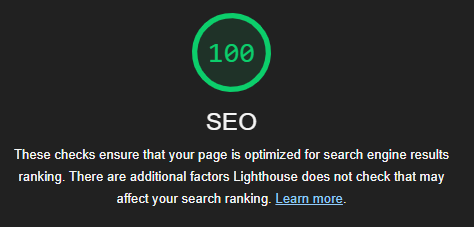 100
SEO
These checks ensure that your page is optimized for search engine results
ranking. There are additional factors Lighthouse does not check that may
affect your search ranking. Learn more.